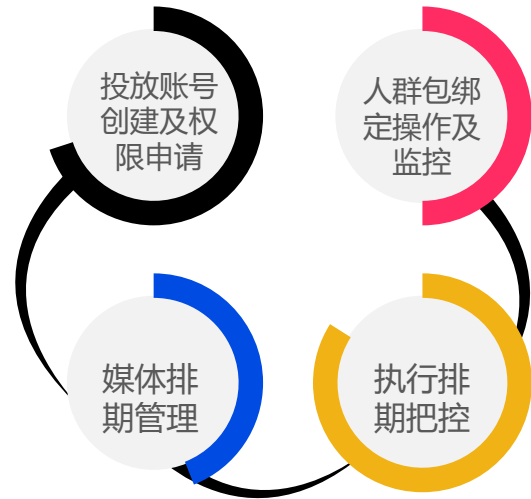 投放账号
创建及权
限申请
人群包绑
定操作及
监控
媒体排
期管理
执行排
期把控